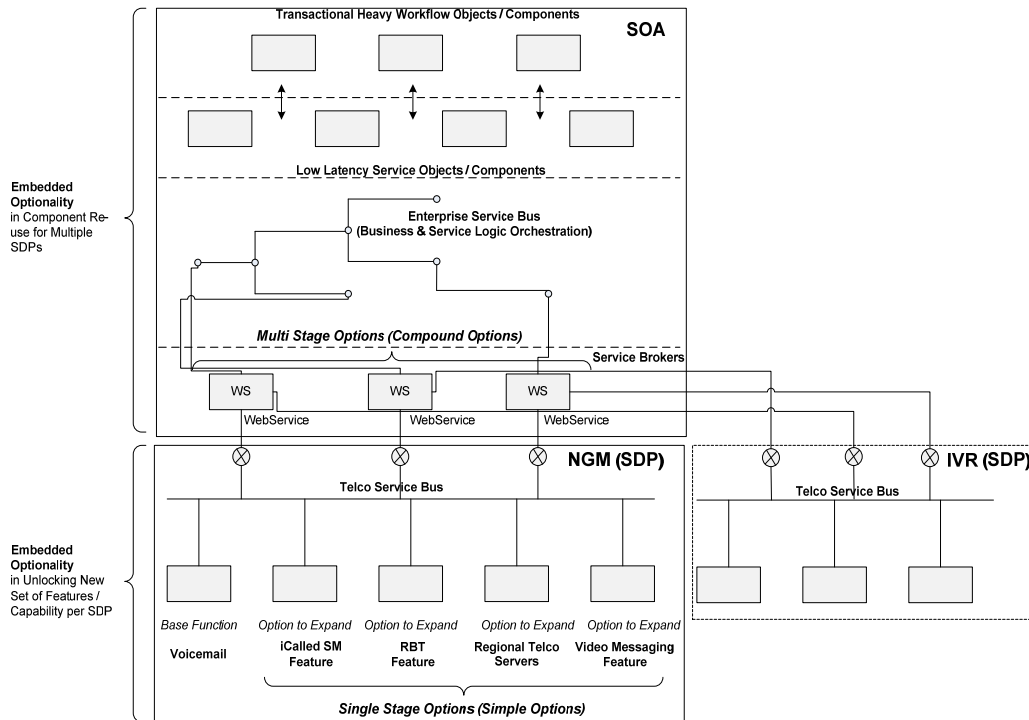 Transactional Heavy Workflow Objects / Components
SOA
Low Latency Service Objects / Components
Embedded
Optionality
in Component Re-
use for Multiple
SDPs
Enterprise Service Bus
(Business & Service Logic Orchestration)
Multi Stage Options (Compound Options)
Service Brokers
WS
WS
WS
WebService
WebService
WebService
NGM (SDP)
IVR (SDP)
Telco Service Bus
Telco Service Bus
Embedded
Optionality
in Unlocking New
Set of Features /
Capability per SDP
Base Function
Option to Expand
Option to Expand
Option to Expand
Option to Expand
Voicemail
iCalled SM
Feature
RBT
Feature
Regional Telco
Servers
Video Messaging
Feature
Single Stage Options (Simple Options)